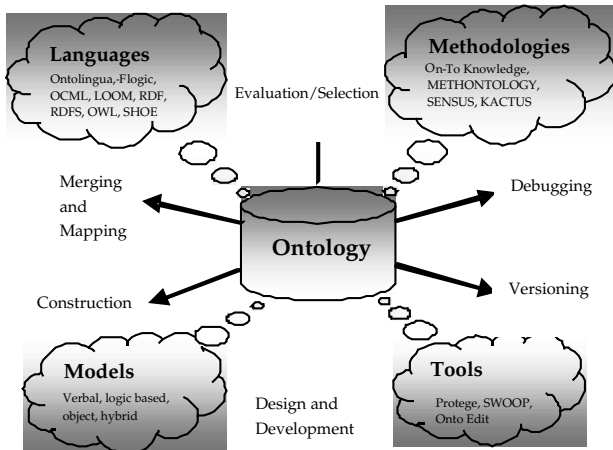 Languages
Ontolingua,-Flogic,
OCML, LOOM, RDF,
RDFS, OWL, SHOE
Methodologies
On-To Knowledge,
METHONTOLOGY,
SENSUS, KACTUS
Evaluation/Selection
Merging
and
Mapping
Debugging
Ontology
Construction
Versioning
Models
Verbal, logic based,
object, hybrid
Design and
Development
Tools
Protege, SWOOP,
Onto Edit